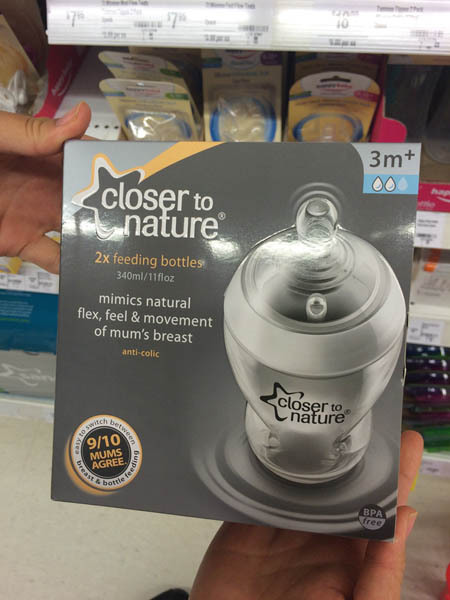 closer to
nature®
3m+
2x feeding bottles
340ml/11floz
mimics natural
flex, feel & movement
of mum's breast
anti-colic
closer to
nature®
easy to switch between
9/10
MUMS
AGREE
breast & bottle feeding
BPA
free